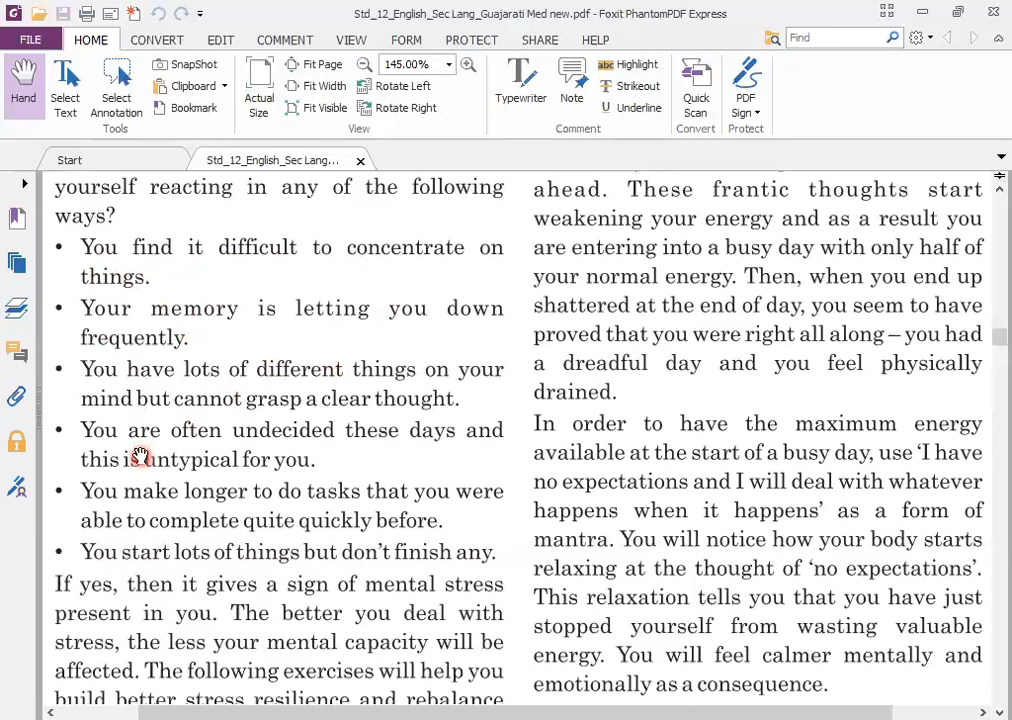 Std_12_English_Sec Lang_Guajarati Med new.pdf - Foxit PhantomPDF Express
FILE HOME CONVERT EDIT COMMENT VIEW FORM PROTECT SHARE HELP Find
Hand
Select Text
Select Annotation
SnapShot
Clipboard
Bookmark
Tools
Actual Size
Fit Page
Fit Width
Fit Visible
145.00%
Rotate Left
Rotate Right
View
Typewriter
Note
abc Highlight
Strikeout
U Underline
Comment
Quick Scan
Convert
PDF Sign
Protect
Start
Std_12_English_Sec Lang...
yourself reacting in any of the following
ways?
• You find it difficult to concentrate on
things.
• Your memory is letting you down
frequently.
• You have lots of different things on your
mind but cannot grasp a clear thought.
• You are often undecided these days and
this is untypical for you.
• You make longer to do tasks that you were
able to complete quite quickly before.
• You start lots of things but don’t finish any.
If yes, then it gives a sign of mental stress
present in you. The better you deal with
stress, the less your mental capacity will be
affected. The following exercises will help you
build better stress resilience and rebalance
ahead. These frantic thoughts start
weakening your energy and as a result you
are entering into a busy day with only half of
your normal energy. Then, when you end up
shattered at the end of day, you seem to have
proved that you were right all along – you had
a dreadful day and you feel physically
drained.
In order to have the maximum energy
available at the start of a busy day, use ‘I have
no expectations and I will deal with whatever
happens when it happens’ as a form of
mantra. You will notice how your body starts
relaxing at the thought of ‘no expectations’.
This relaxation tells you that you have just
stopped yourself from wasting valuable
energy. You will feel calmer mentally and
emotionally as a consequence.